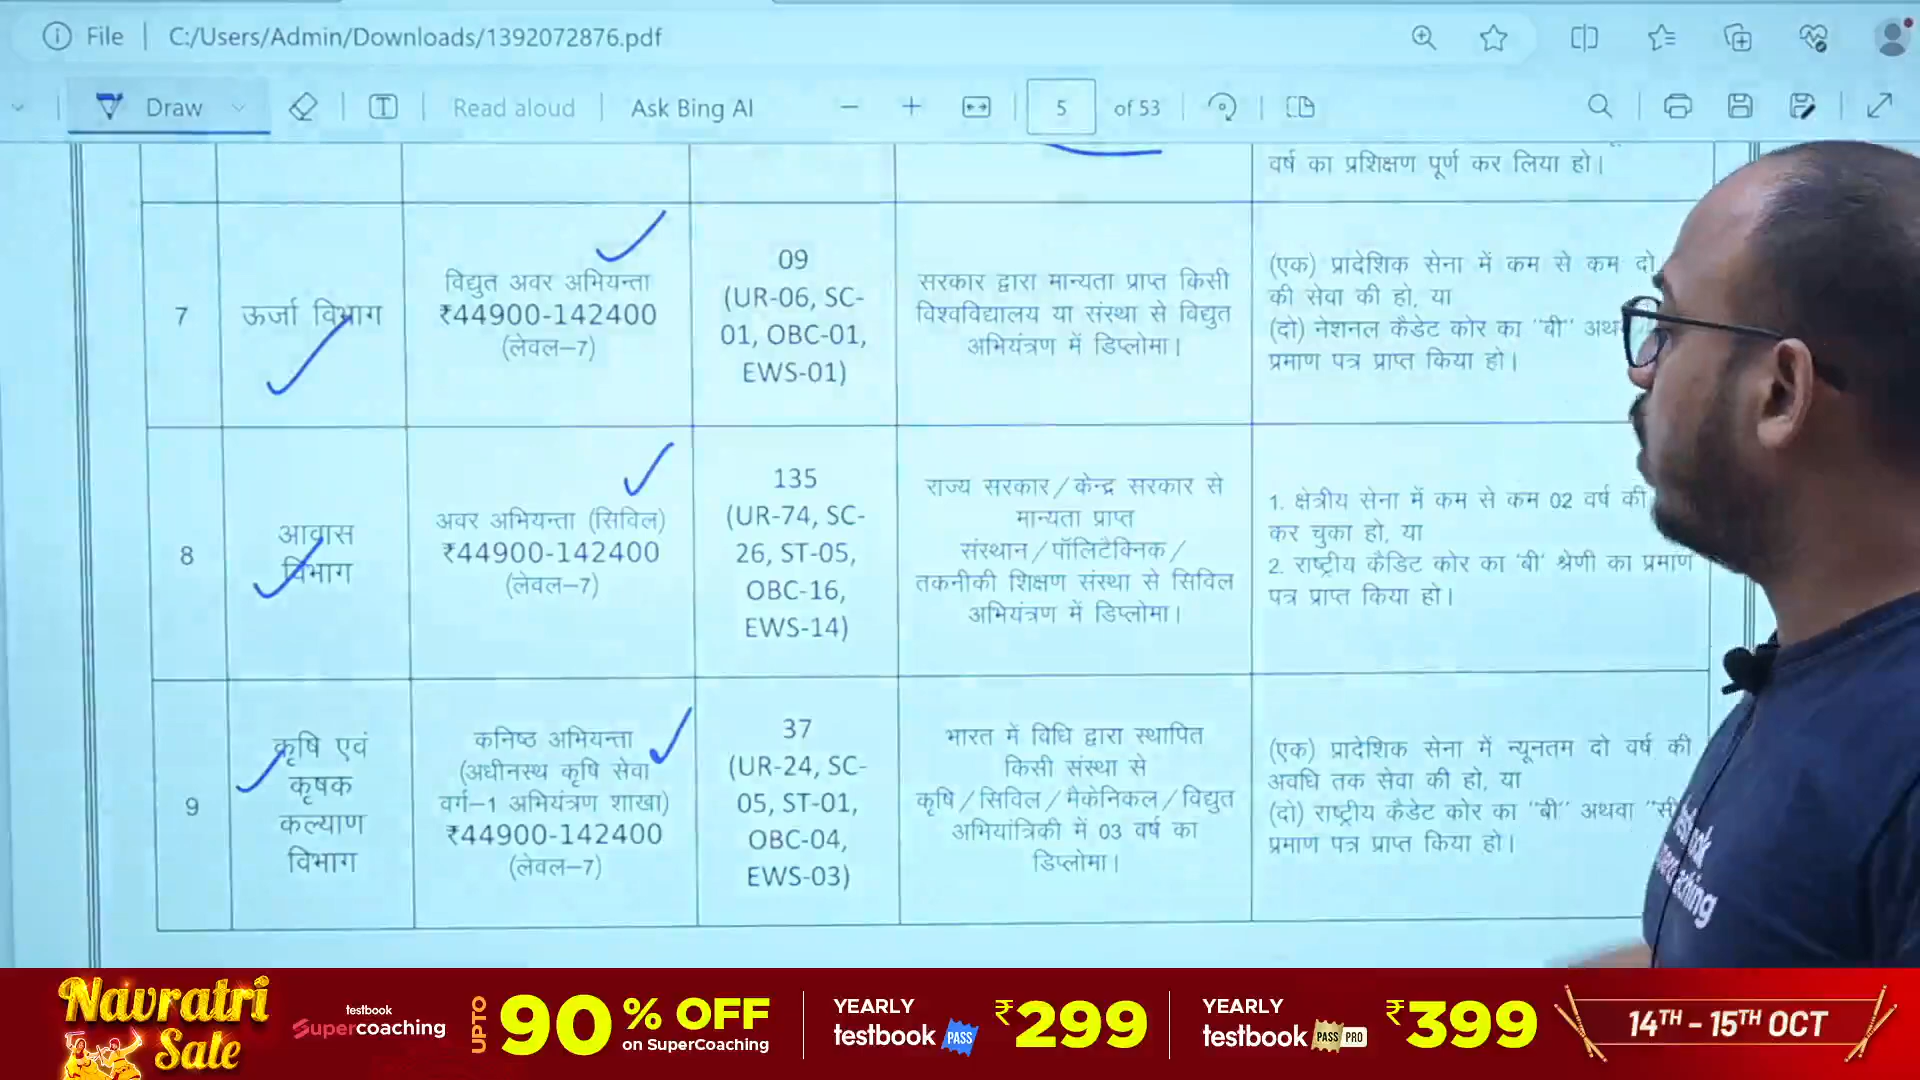 File | C:/Users/Admin/Downloads/1392072876.pdf
Draw
Read aloud
Ask Bing AI
5 of 53
वर्ष का प्रशिक्षण पूर्ण कर लिया हो।
7
ऊर्जा विभाग
विद्युत अवर अभियन्ता
₹44900-142400
(लेवल–7)
09
(UR-06, SC-
01, OBC-01,
EWS-01)
सरकार द्वारा मान्यता प्राप्त किसी
विश्वविद्यालय या संस्था से विद्युत
अभियंत्रण में डिप्लोमा।
(एक) प्रादेशिक सेना में कम से कम दो
की सेवा की हो, या
(दो) नेशनल कैडेट कोर का ''बी''
प्रमाण पत्र प्राप्त किया हो।
8
आवास
विभाग
अवर अभियन्ता (सिविल)
₹44900-142400
(लेवल–7)
135
(UR-74, SC-
26, ST-05,
OBC-16,
EWS-14)
राज्य सरकार/केन्द्र सरकार से
मान्यता प्राप्त
संस्थान/पॉलिटैक्निक/
तकनीकी शिक्षण संस्था से सिविल
अभियंत्रण में डिप्लोमा।
1. क्षेत्रीय सेना में कम से कम 02 वर्ष की
कर चुका हो, या
2. राष्ट्रीय कैडिट कोर का 'बी' श्रेणी का प्रमाण
पत्र प्राप्त किया हो।
9
कृषि एवं
कृषक
कल्याण
विभाग
कनिष्ठ अभियन्ता
(अधीनस्थ कृषि सेवा
वर्ग–1 अभियंत्रण शाखा)
₹44900-142400
(लेवल–7)
37
(UR-24, SC-
05, ST-01,
OBC-04,
EWS-03)
भारत में विधि द्वारा स्थापित
किसी संस्था से
कृषि/सिविल/मैकेनिकल/विद्युत
अभियांत्रिकी में 03 वर्ष का
डिप्लोमा।
(एक) प्रादेशिक सेना में न्यूनतम दो वर्ष की
अवधि तक सेवा की हो, या
(दो) राष्ट्रीय कैडेट कोर का ''बी'' अथवा ''सी
प्रमाण पत्र प्राप्त किया हो।
Navratri
Sale
testbook
Supercoaching
UPTO 90% OFF
on SuperCoaching
YEARLY
testbook PASS
₹299
YEARLY
testbook PASS PRO
₹399
14TH - 15TH OCT